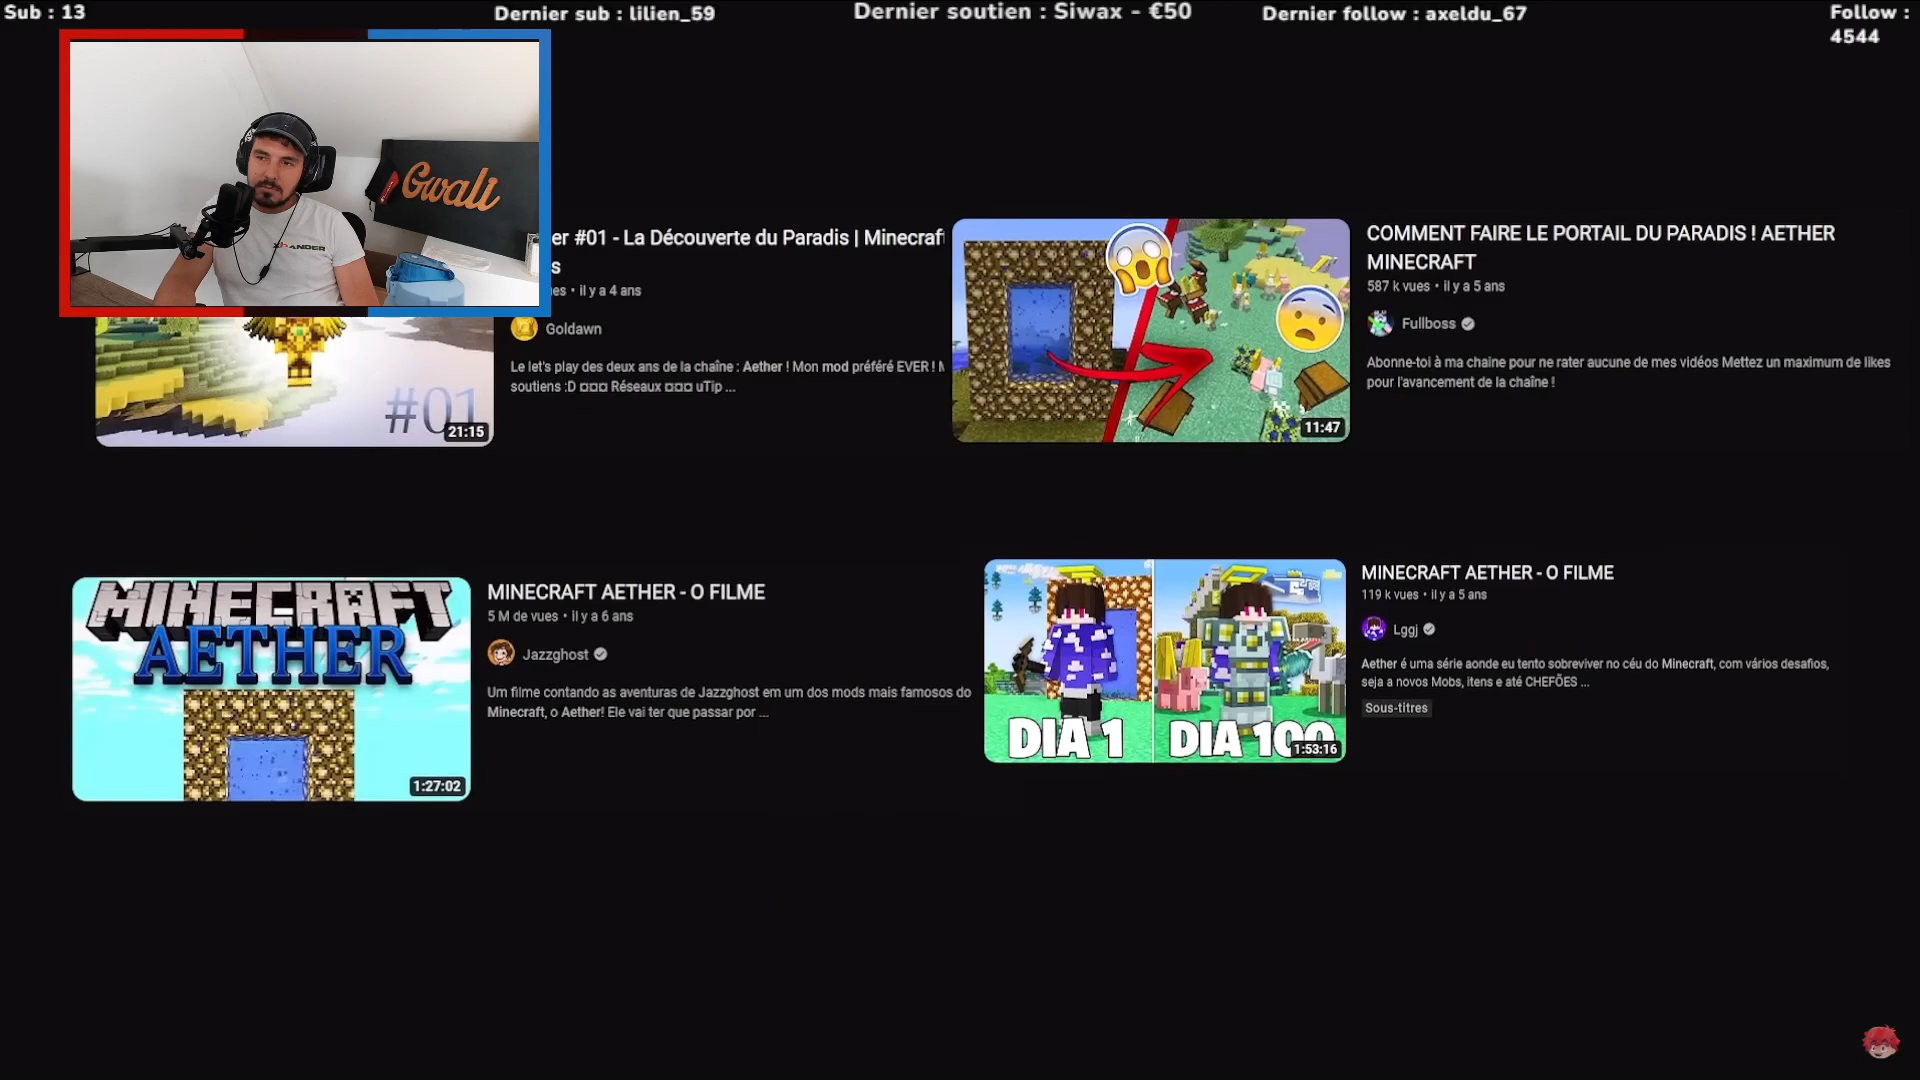 Sub : 13
Dernier sub : lilien_59
Dernier soutien : Siwax - €50
Dernier follow : axeldu_67
Follow :
4544
Gwali
er #01 - La Découverte du Paradis | Minecraf
s
es • il y a 4 ans
Goldawn
Le let's play des deux ans de la chaîne : Aether ! Mon mod préféré EVER !
soutiens :D □□□ Réseaux □□□ uTip ...
#01
21:15
COMMENT FAIRE LE PORTAIL DU PARADIS ! AETHER
MINECRAFT
587 k vues • il y a 5 ans
Fullboss
Abonne-toi à ma chaine pour ne rater aucune de mes vidéos Mettez un maximum de likes
pour l'avancement de la chaîne !
11:47
MINECRAFT
AETHER
1:27:02
MINECRAFT AETHER - O FILME
5 M de vues • il y a 6 ans
Jazzghost
Um filme contando as aventuras de Jazzghost em um dos mods mais famosos do
Minecraft, o Aether! Ele vai ter que passar por ...
DIA 1
DIA 100
1:53:16
MINECRAFT AETHER - O FILME
119 k vues • il y a 5 ans
Lggj
Aether é uma série aonde eu tento sobreviver no céu do Minecraft, com vários desafios,
seja a novos Mobs, itens e até CHEFÕES ...
Sous-titres